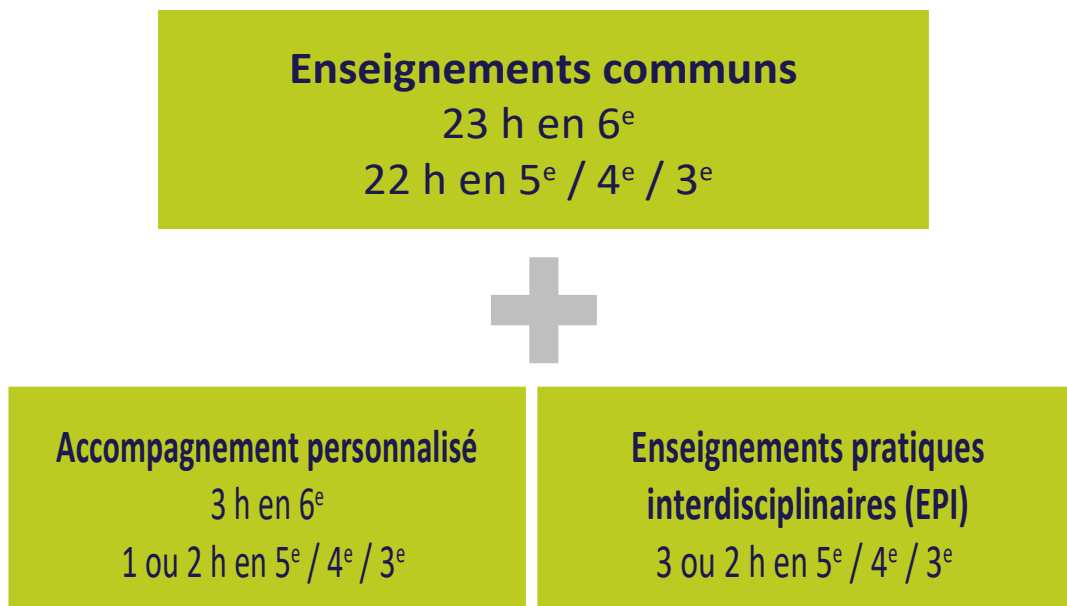 Enseignements communs
23 h en 6ᵉ
22 h en 5ᵉ / 4ᵉ / 3ᵉ
Accompagnement personnalisé
3 h en 6ᵉ
1 ou 2 h en 5ᵉ / 4ᵉ / 3ᵉ
Enseignements pratiques
interdisciplinaires (EPI)
3 ou 2 h en 5ᵉ / 4ᵉ / 3ᵉ